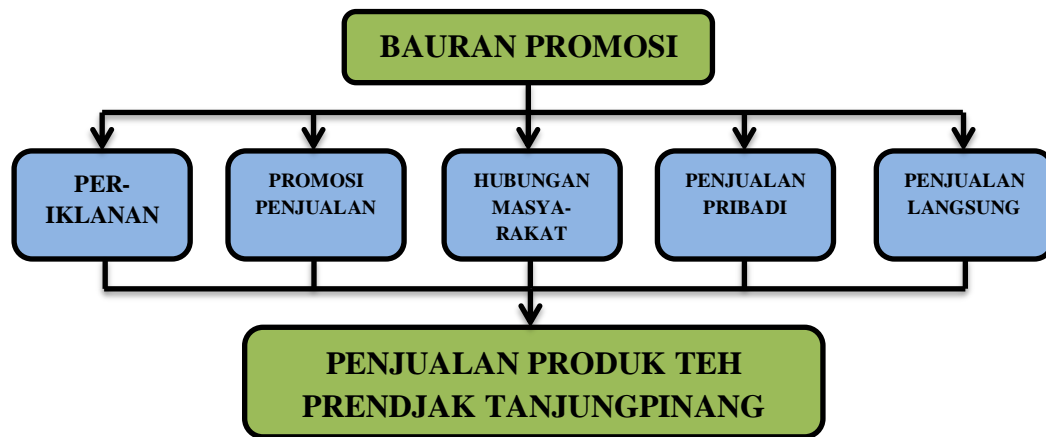 BAURAN PROMOSI
PER-
IKLANAN
PROMOSI
PENJUALAN
HUBUNGAN
MASYA-
RAKAT
PENJUALAN
PRIBADI
PENJUALAN
LANGSUNG
PENJUALAN PRODUK TEH
PRENDJAK TANJUNGPINANG